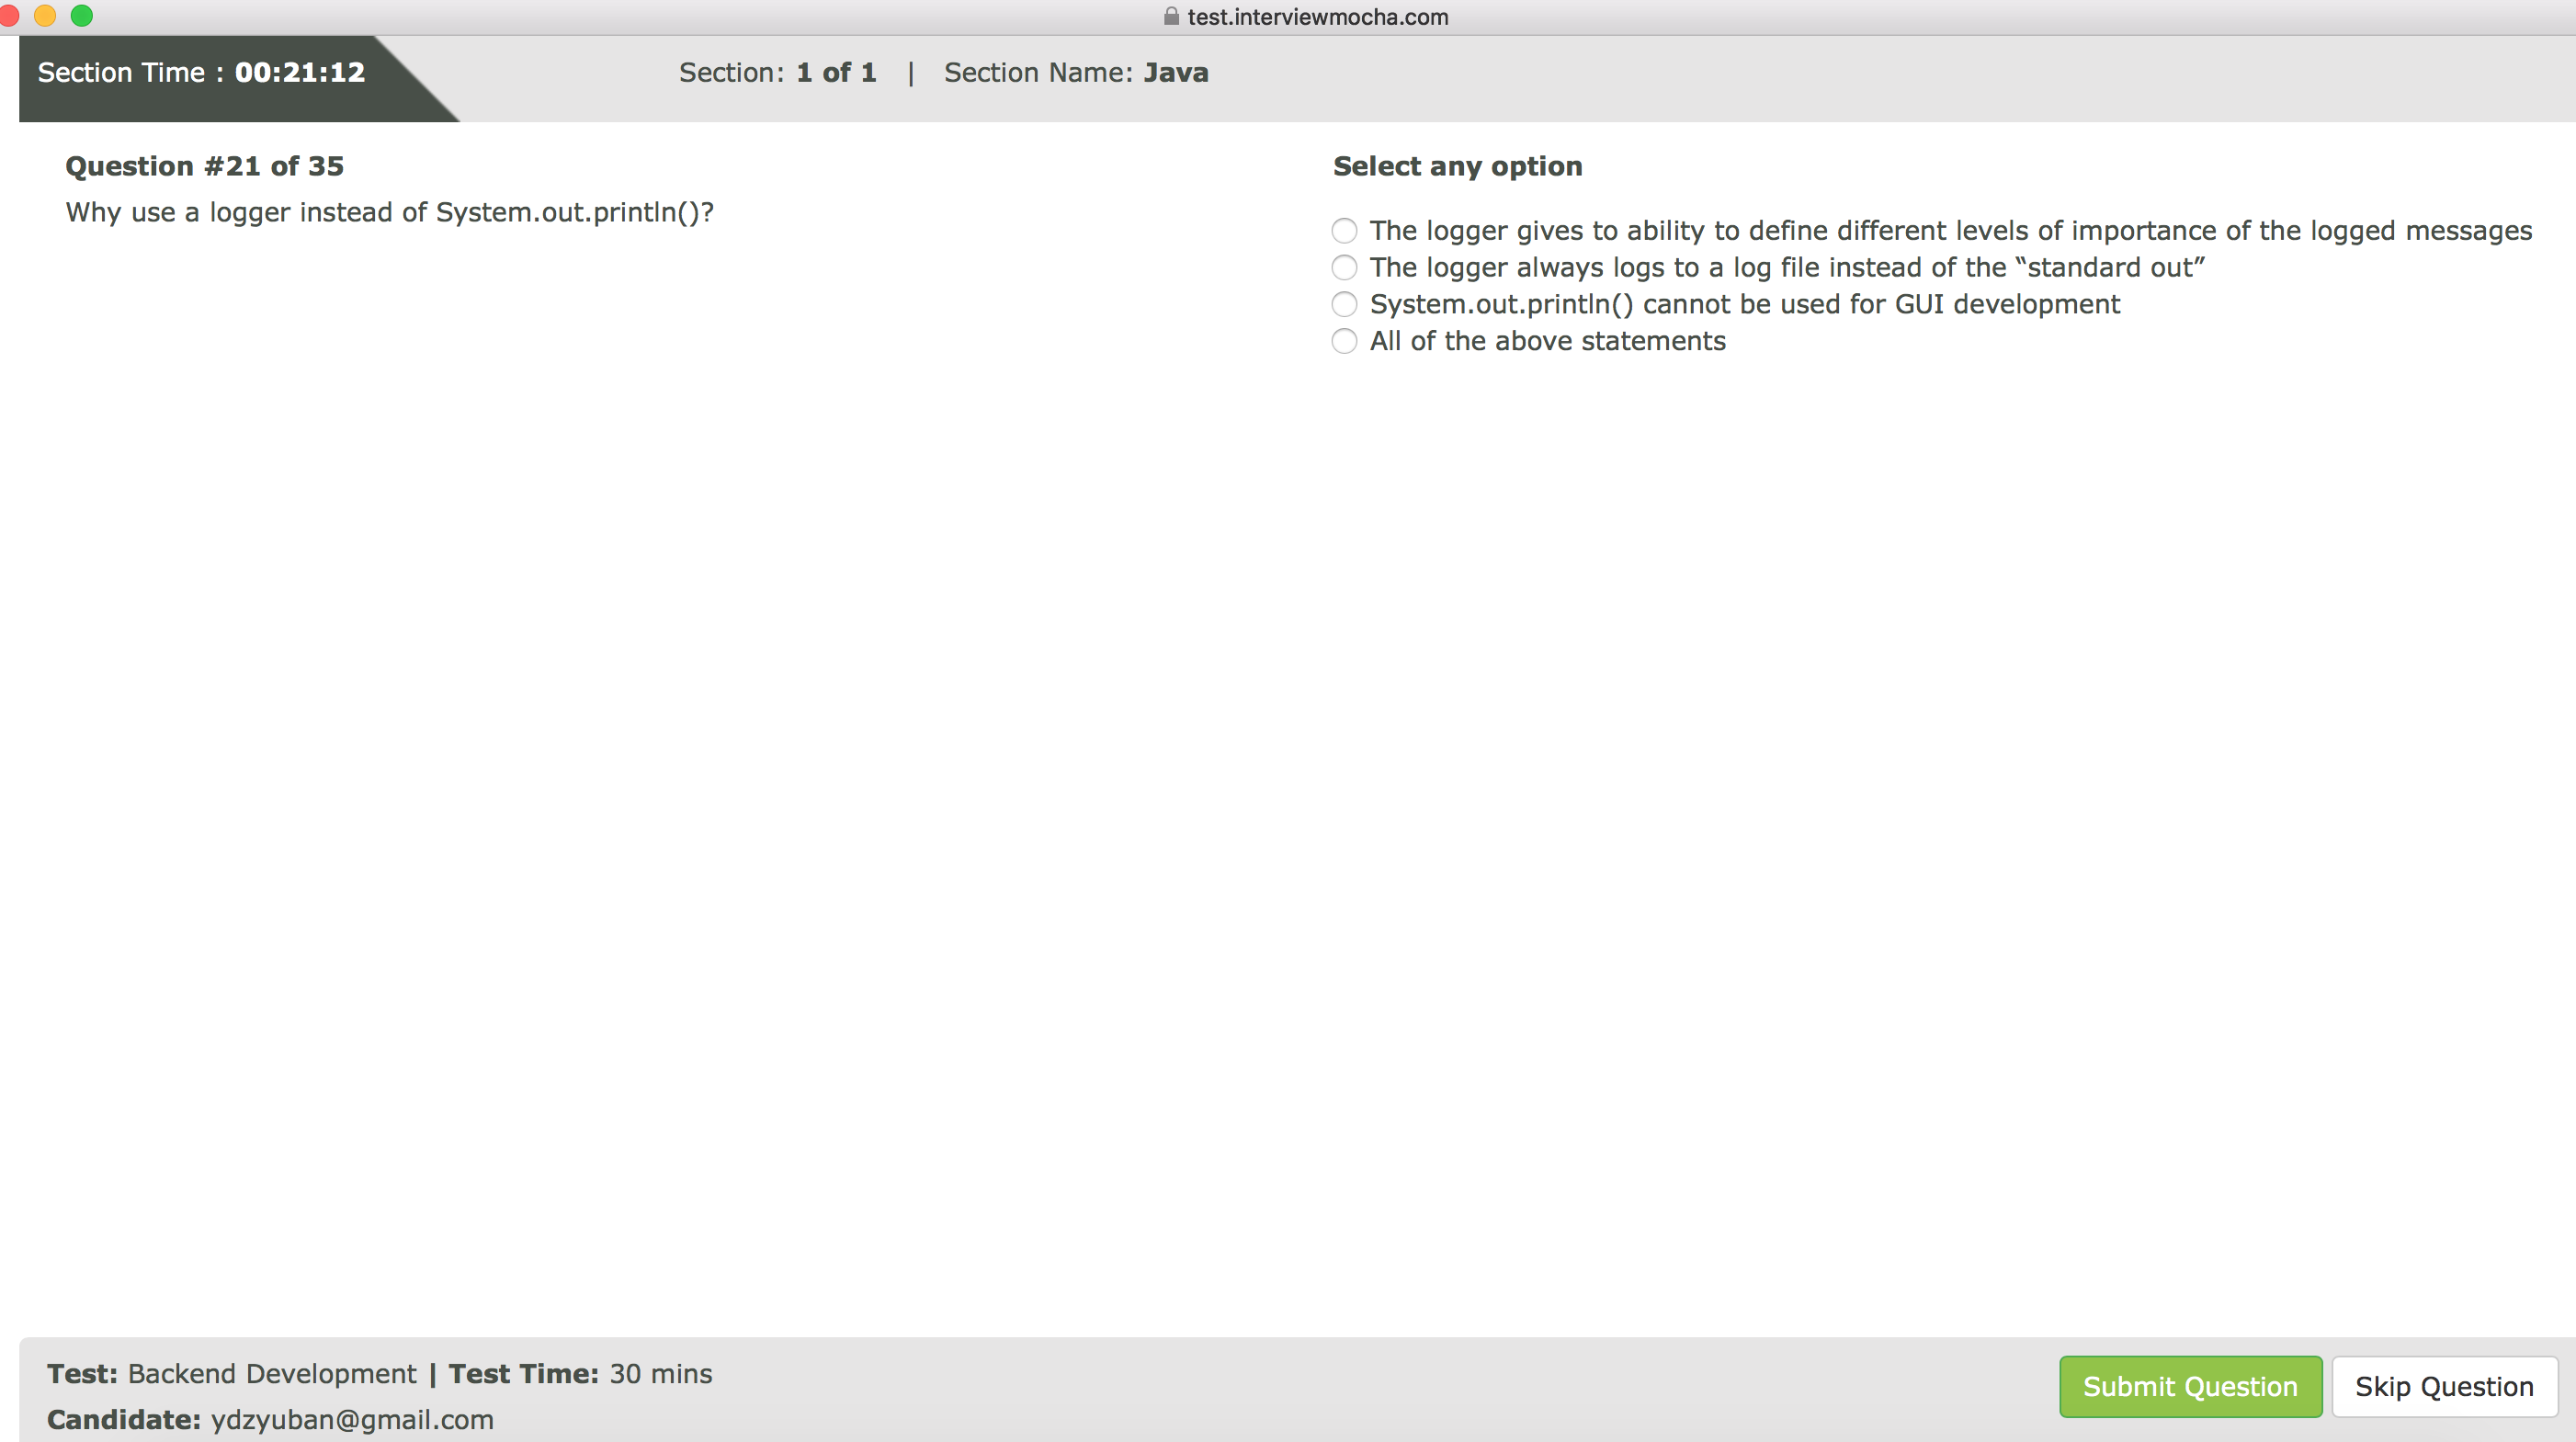 test.interviewmocha.com
Section Time : 00:21:12
Section: 1 of 1 | Section Name: Java
Question #21 of 35
Why use a logger instead of System.out.println()?
Select any option
The logger gives to ability to define different levels of importance of the logged messages
The logger always logs to a log file instead of the “standard out”
System.out.println() cannot be used for GUI development
All of the above statements
Test: Backend Development | Test Time: 30 mins
Candidate: ydzyuban@gmail.com
Submit Question
Skip Question